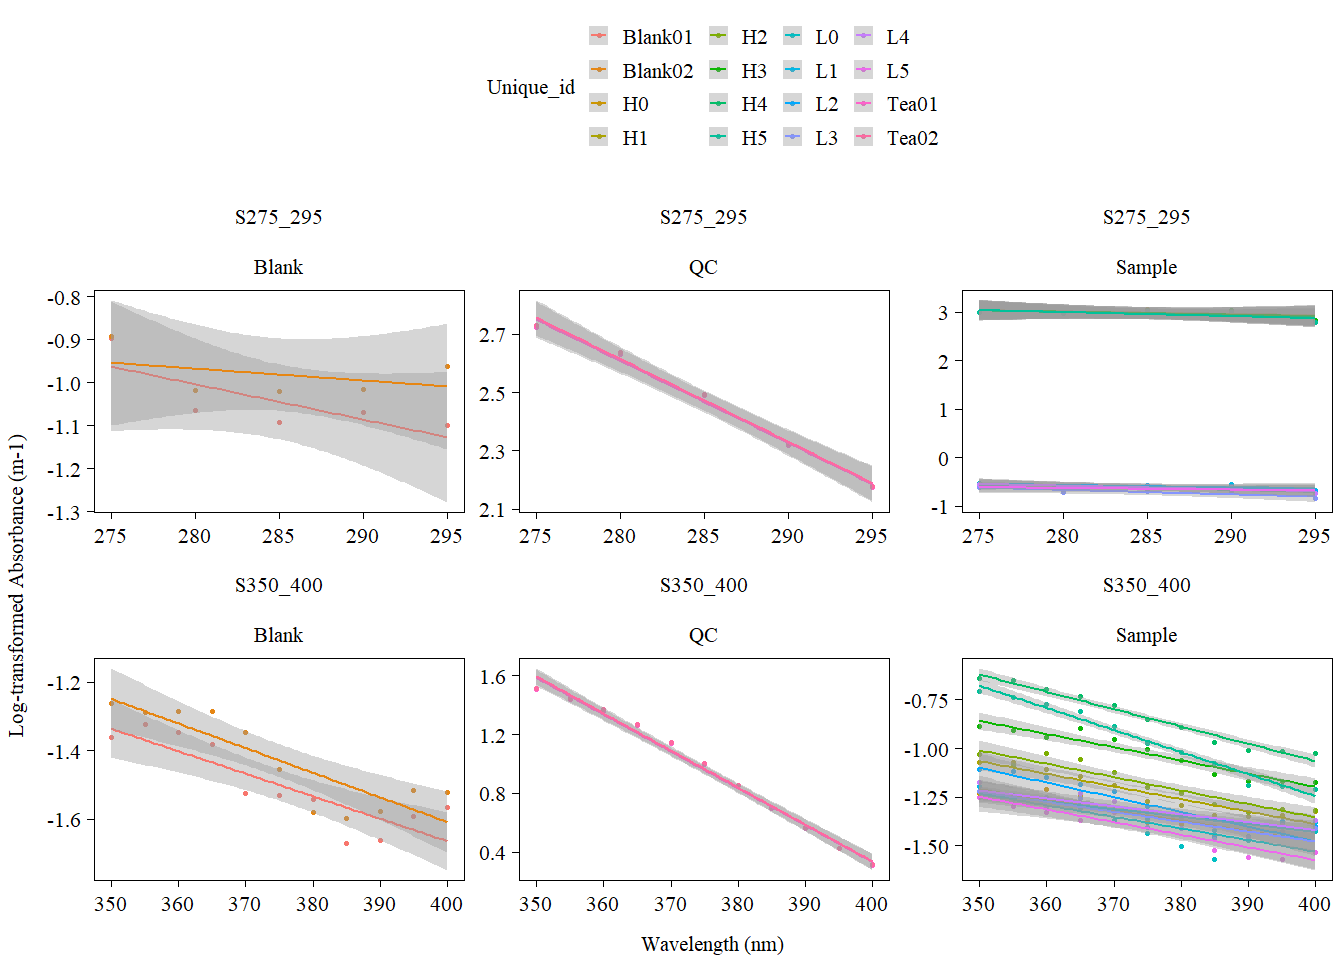 Unique_id
Blank01 H2 L0 L4
Blank02 H3 L1 L5
H0 H4 L2 Tea01
H1 H5 L3 Tea02
S275_295 S275_295 S275_295
Blank QC Sample
-0.8
-0.9
-1.0
-1.1
-1.2
-1.3
275 280 285 290 295
2.7
2.5
2.3
2.1
275 280 285 290 295
3
2
1
0
-1
275 280 285 290 295
S350_400 S350_400 S350_400
Blank QC Sample
-1.2
-1.4
-1.6
350 360 370 380 390 400
1.6
1.2
0.8
0.4
350 360 370 380 390 400
-0.75
-1.00
-1.25
-1.50
350 360 370 380 390 400
Log-transformed Absorbance (m-1)
Wavelength (nm)